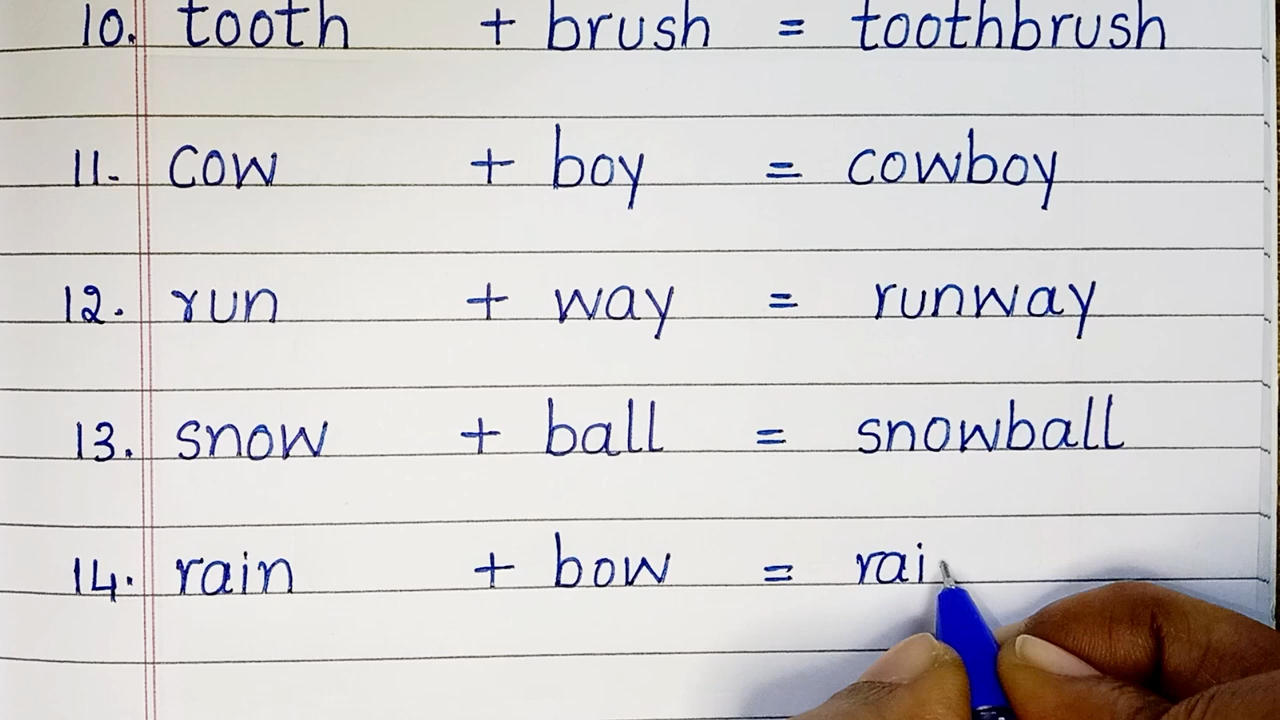 10. tooth + brush = toothbrush
11. cow + boy = cowboy
12. run + way = runway
13. snow + ball = snowball
14. rain + bow = rai